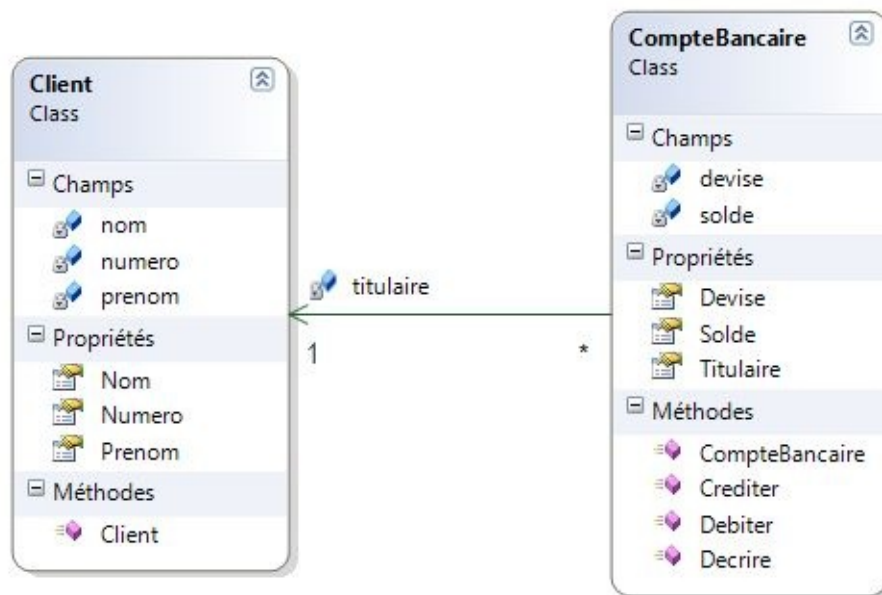 Client
Class
Champs
nom
numero
prenom
Propriétés
Nom
Numero
Prenom
Méthodes
Client
titulaire
1
*
CompteBancaire
Class
Champs
devise
solde
Propriétés
Devise
Solde
Titulaire
Méthodes
CompteBancaire
Crediter
Debiter
Decrire